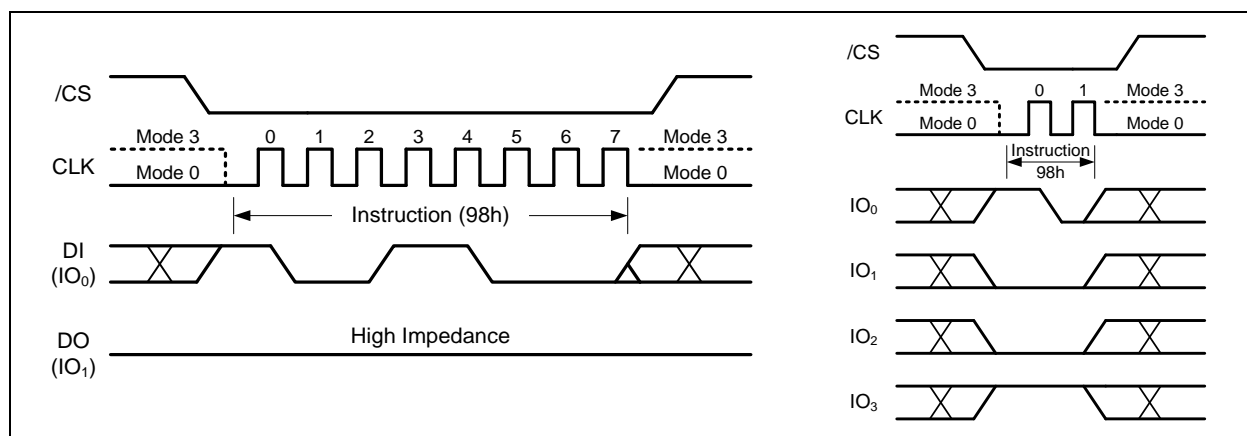 /CS
Mode 3 0 1 2 3 4 5 6 7 Mode 3
CLK
Mode 0 Mode 0
Instruction (98h)
DI
(IO₀)
High Impedance
DO
(IO₁)
/CS
Mode 3 0 1 Mode 3
CLK
Mode 0 Mode 0
Instruction
98h
IO₀
IO₁
IO₂
IO₃